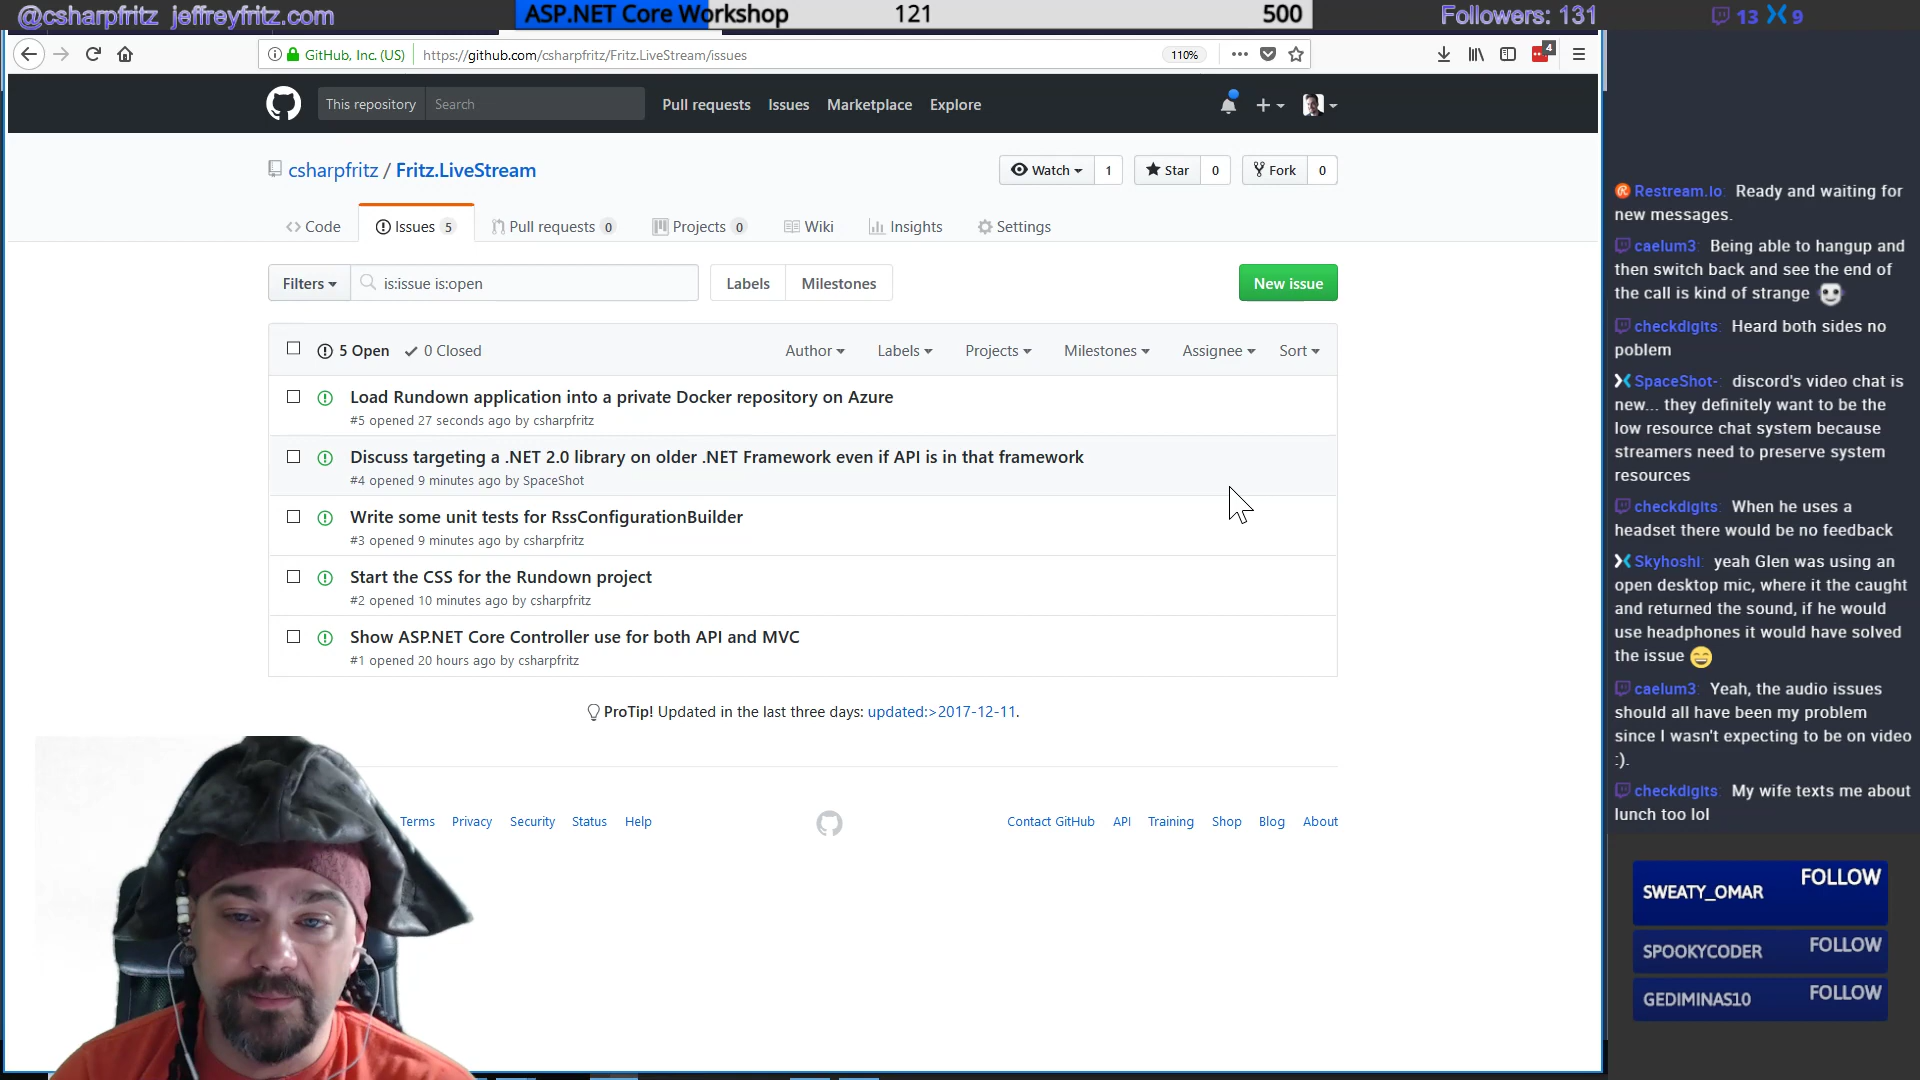 @csharpfritz jeffreyfritz.com
ASP.NET Core Workshop 121 500
Followers: 131
13 9
GitHub, Inc. (US) https://github.com/csharpfritz/Fritz.LiveStream/issues 110%
4
This repository Search Pull requests Issues Marketplace Explore
csharpfritz / Fritz.LiveStream
Watch 1 Star 0 Fork 0
Code Issues 5 Pull requests 0 Projects 0 Wiki Insights Settings
Filters is:issue is:open Labels Milestones New issue
5 Open 0 Closed Author Labels Projects Milestones Assignee Sort
Load Rundown application into a private Docker repository on Azure
#5 opened 27 seconds ago by csharpfritz
Discuss targeting a .NET 2.0 library on older .NET Framework even if API is in that framework
#4 opened 9 minutes ago by SpaceShot
Write some unit tests for RssConfigurationBuilder
#3 opened 9 minutes ago by csharpfritz
Start the CSS for the Rundown project
#2 opened 10 minutes ago by csharpfritz
Show ASP.NET Core Controller use for both API and MVC
#1 opened 20 hours ago by csharpfritz
ProTip! Updated in the last three days: updated:>2017-12-11.
Terms Privacy Security Status Help Contact GitHub API Training Shop Blog About
Restream.Io: Ready and waiting for
new messages.
caelum3: Being able to hangup and
then switch back and see the end of
the call is kind of strange
checkdigits: Heard both sides no
poblem
SpaceShot-: discord's video chat is
new... they definitely want to be the
low resource chat system because
streamers need to preserve system
resources
checkdigits: When he uses a
headset there would be no feedback
Skyhoshi: yeah Glen was using an
open desktop mic, where it the caught
and returned the sound, if he would
use headphones it would have solved
the issue
caelum3: Yeah, the audio issues
should all have been my problem
since I wasn't expecting to be on video
:).
checkdigits: My wife texts me about
lunch too lol
SWEATY_OMAR FOLLOW
SPOOKYCODER FOLLOW
GEDIMINAS10 FOLLOW